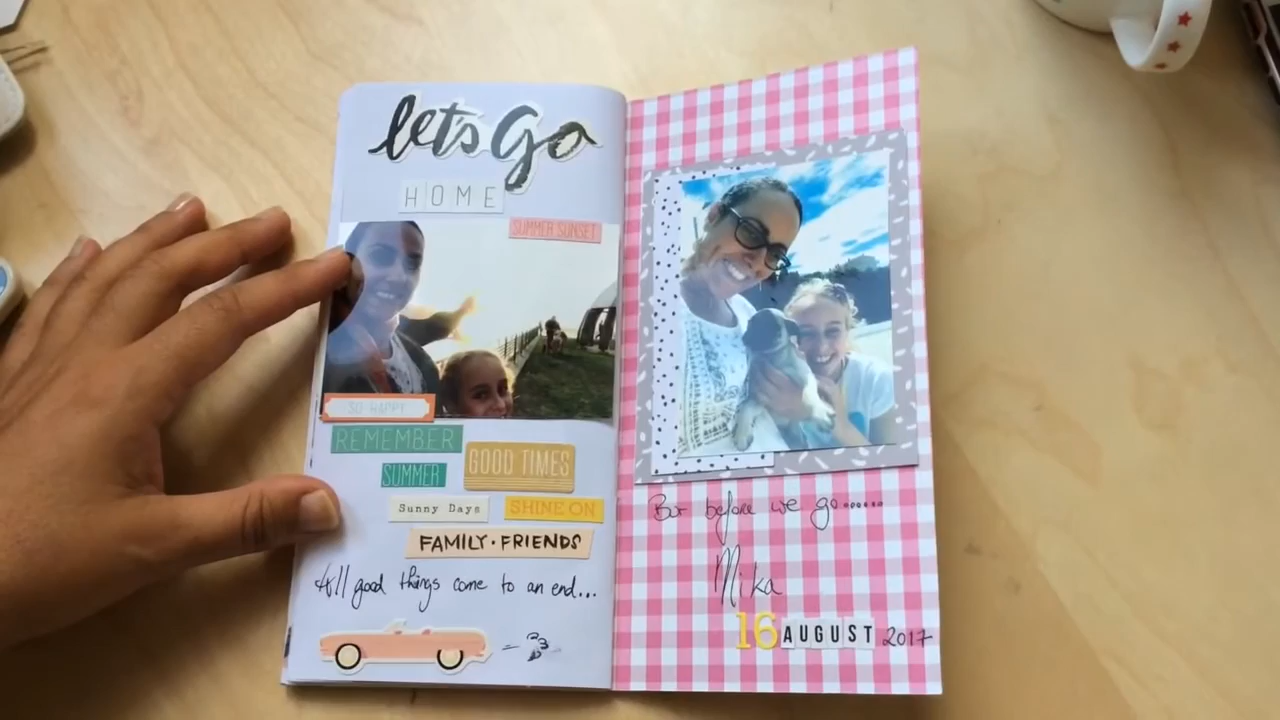 let's Go
HOME
SUMMER SUNSET
SO HAPPY
REMEMBER
SUMMER
GOOD TIMES
Sunny Days
SHINE ON
FAMILY • FRIENDS
All good things come to an end...
But before we go......
Mika
16 AUGUST 2017